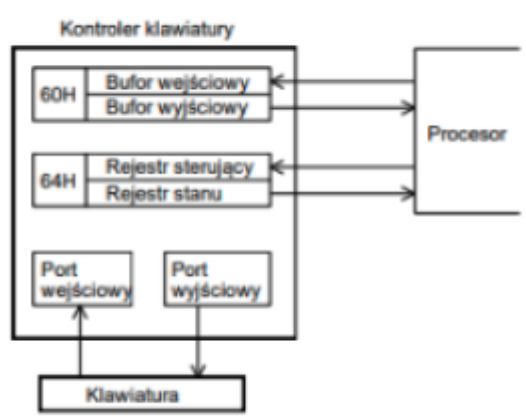 Kontroler klawiatury
60H
Bufor wejściowy
Bufor wyjściowy
Procesor
64H
Rejestr sterujący
Rejestr stanu
Port
wejściowy
Port
wyjściowy
Klawiatura